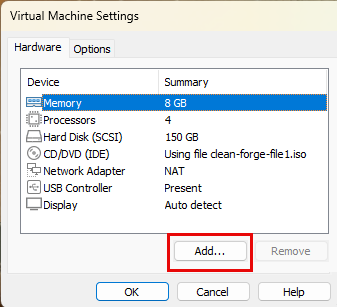 Virtual Machine Settings
Hardware Options
Device Summary
Memory 8 GB
Processors 4
Hard Disk (SCSI) 150 GB
CD/DVD (IDE) Using file clean-forge-file1.iso
Network Adapter NAT
USB Controller Present
Display Auto detect
Add... Remove
OK Cancel Help